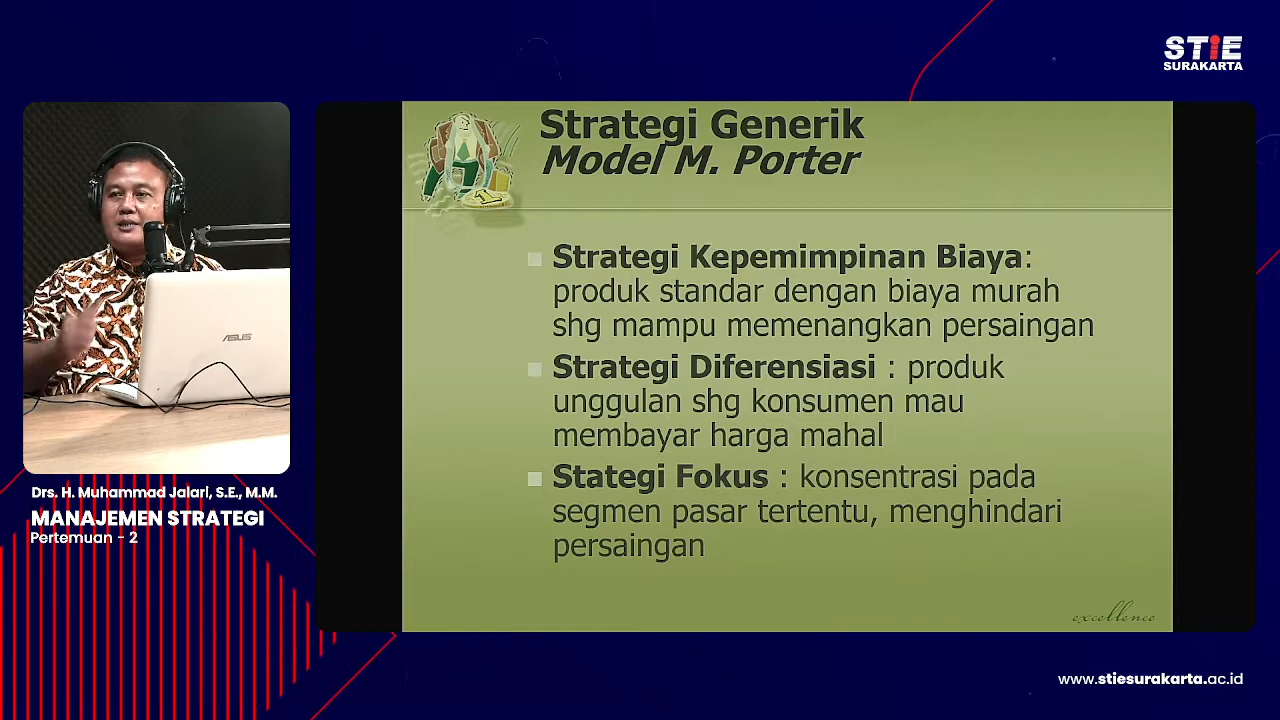 STiE
SURAKARTA
Strategi Generik
Model M. Porter
Strategi Kepemimpinan Biaya:
produk standar dengan biaya murah
shg mampu memenangkan persaingan
Strategi Diferensiasi : produk
unggulan shg konsumen mau
membayar harga mahal
Stategi Fokus : konsentrasi pada
segmen pasar tertentu, menghindari
persaingan
excellence
ASUS
Drs. H. Muhammad Jalari, S.E., M.M.
MANAJEMEN STRATEGI
Pertemuan - 2
www.stiesurakarta.ac.id